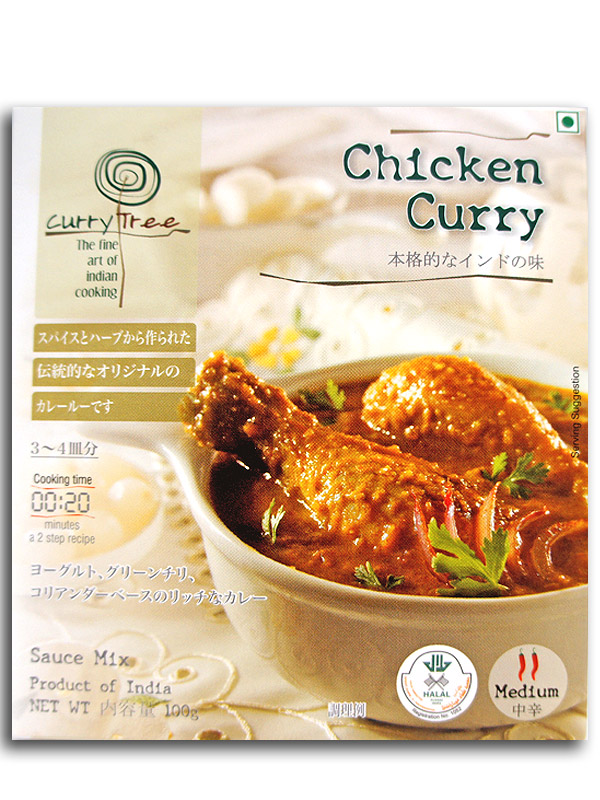 Chicken
Curry
本格的なインドの味
curry Tree
The fine
art of
indian
cooking
スパイスとハーブから作られた
伝統的なオリジナルの
カレールーです
3～4皿分
Cooking time
00:20
minutes
a 2 step recipe
ヨーグルト、グリーンチリ、
コリアンダーベースのリッチなカレー
Surving Suggestion
Sauce Mix
Product of India
NET WT 内容量 100g
調理例
HALAL
Registration No. 1052
Medium
中辛